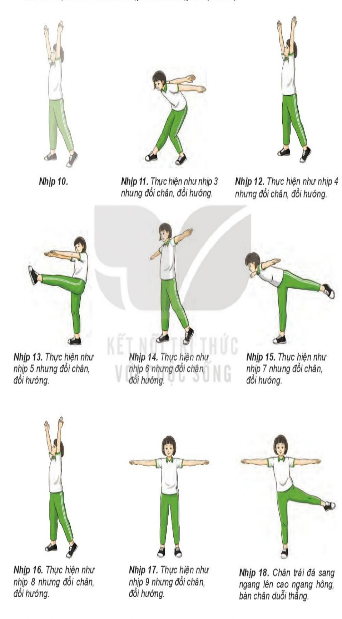 Nhịp 10.
Nhịp 11. Thực hiện như nhịp 3
nhưng đổi chân, đổi hướng.
Nhịp 12. Thực hiện như nhịp 4
nhưng đổi chân, đổi hướng.
Nhịp 13. Thực hiện như
nhịp 5 nhưng đổi chân,
đổi hướng.
Nhịp 14. Thực hiện như
nhịp 6 nhưng đổi chân,
đổi hướng.
Nhịp 15. Thực hiện như
nhịp 7 nhưng đổi chân,
đổi hướng.
KẾT NỐI TRI THỨC
VỚI CUỘC SỐNG
Nhịp 16. Thực hiện như
nhịp 8 nhưng đổi chân,
đổi hướng.
Nhịp 17. Thực hiện như
nhịp 9 nhưng đổi chân,
đổi hướng.
Nhịp 18. Chân trái đá sang
ngang lên cao ngang hông,
bàn chân duỗi thẳng.